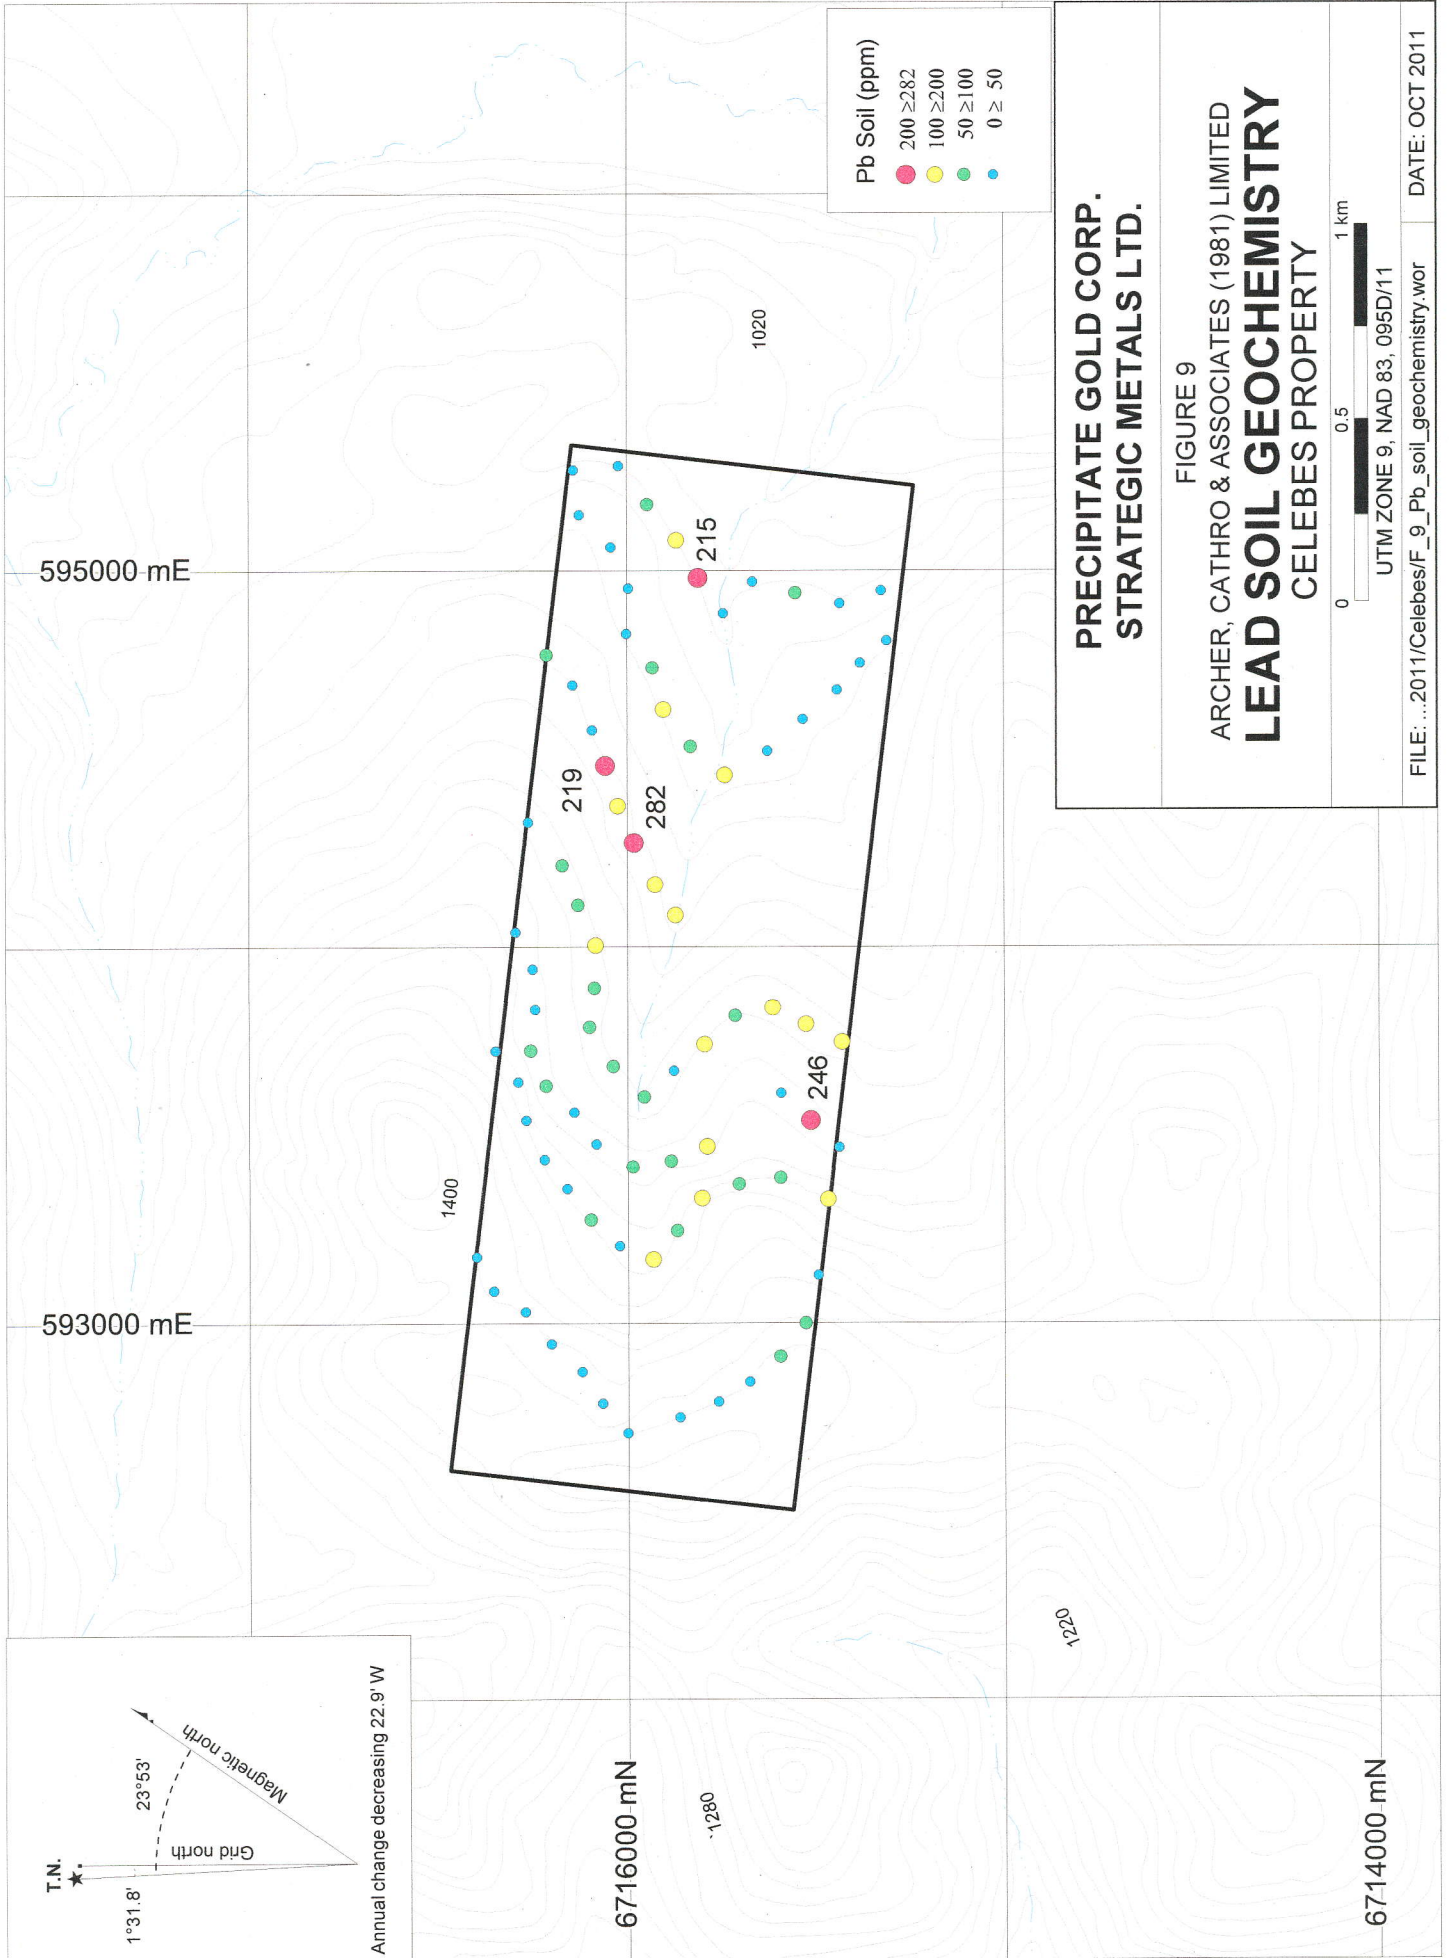 T.N.
1°31.8'
23°53'
Grid north
Magnetic north
Annual change decreasing 22.9' W
593000 mE
595000 mE
6716000 mN
6714000 mN
1400
1280
1220
1020
219
282
215
246
Pb Soil (ppm)
200 ≥282
100 ≥200
50 ≥100
0 ≥ 50
PRECIPITATE GOLD CORP.
STRATEGIC METALS LTD.
FIGURE 9
ARCHER, CATHRO & ASSOCIATES (1981) LIMITED
LEAD SOIL GEOCHEMISTRY
CELEBES PROPERTY
0 0.5 1 km
UTM ZONE 9, NAD 83, 095D/11
FILE: ...2011/Celebes/F_9_Pb_soil_geochemistry.wor DATE: OCT 2011